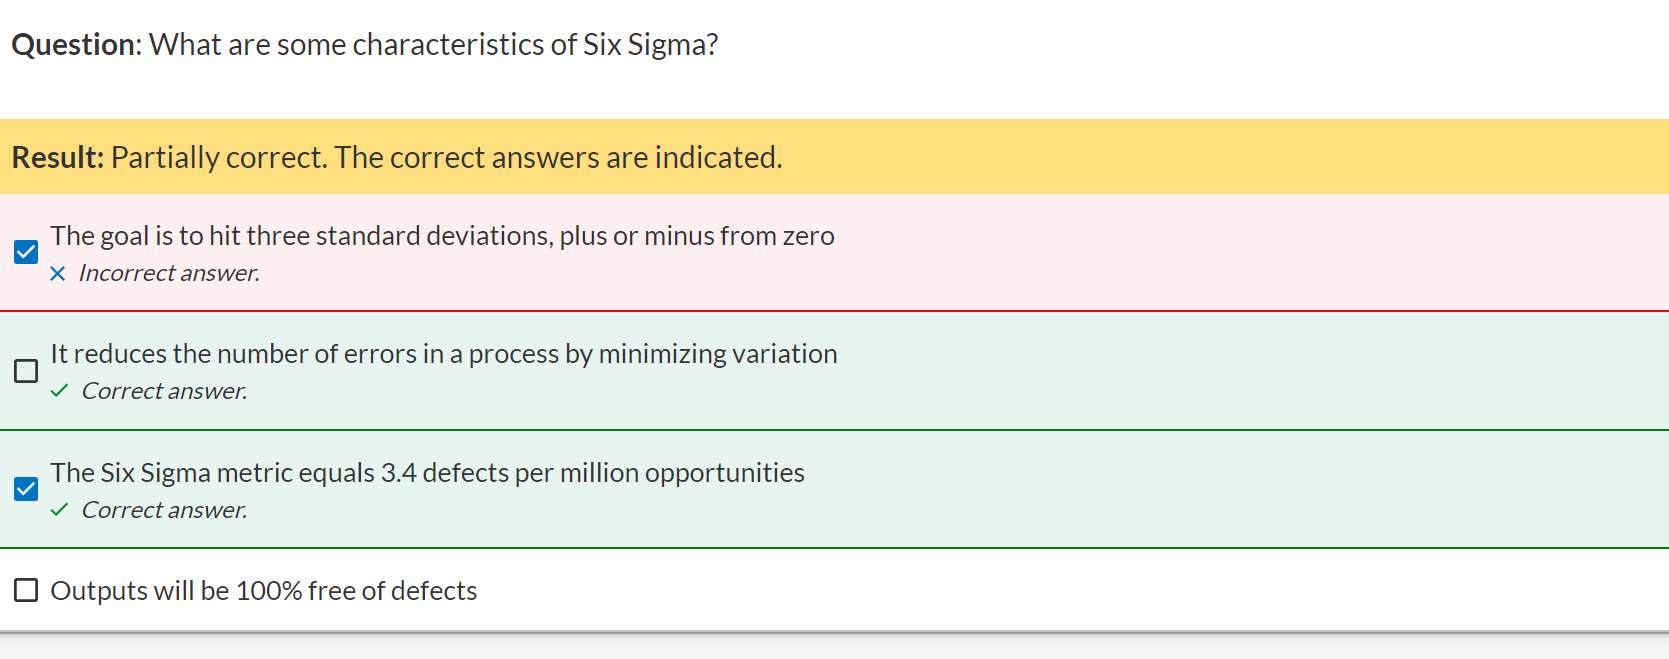 Question: What are some characteristics of Six Sigma?
Result: Partially correct. The correct answers are indicated.
The goal is to hit three standard deviations, plus or minus from zero
Incorrect answer.
It reduces the number of errors in a process by minimizing variation
Correct answer.
The Six Sigma metric equals 3.4 defects per million opportunities
Correct answer.
Outputs will be 100% free of defects